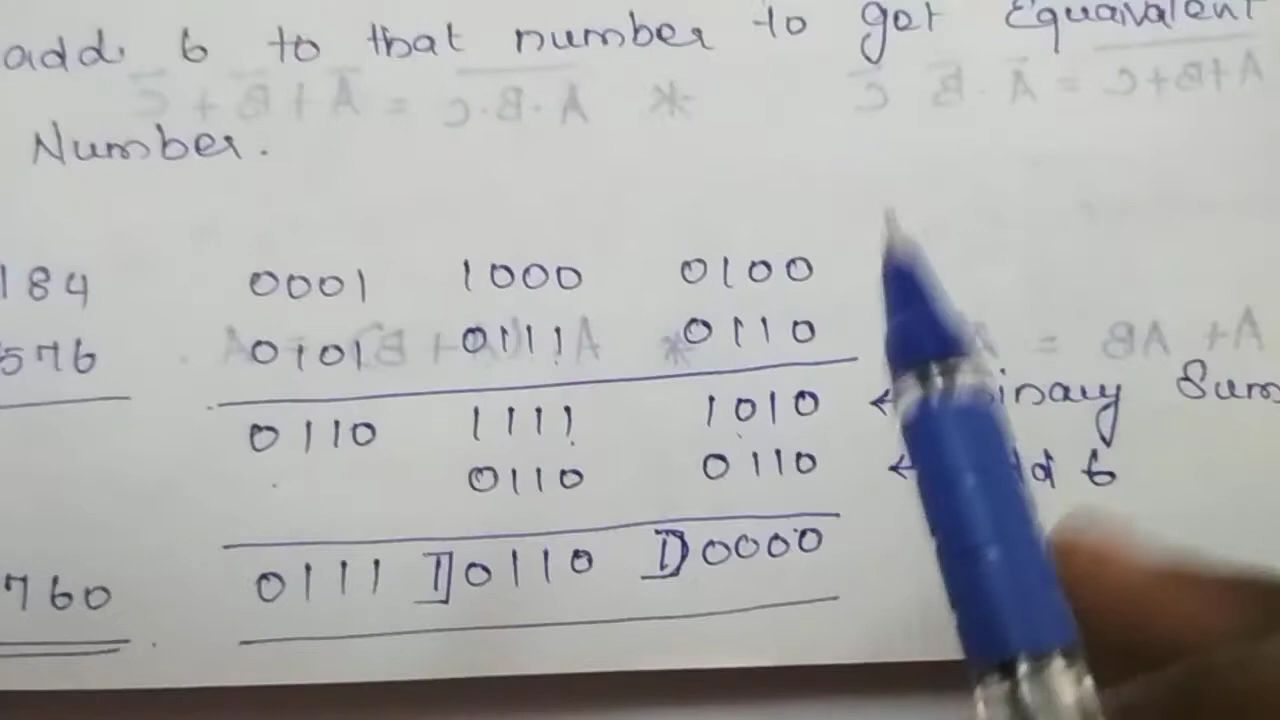 add 6 to that number to get Equaivalent
Number.
184 0001 1000 0100
576 0101 0111 0110
0110 1111 1010 ← Binary Sum
0110 0110 ← Add 6
760 0111 1 0110 1 0000